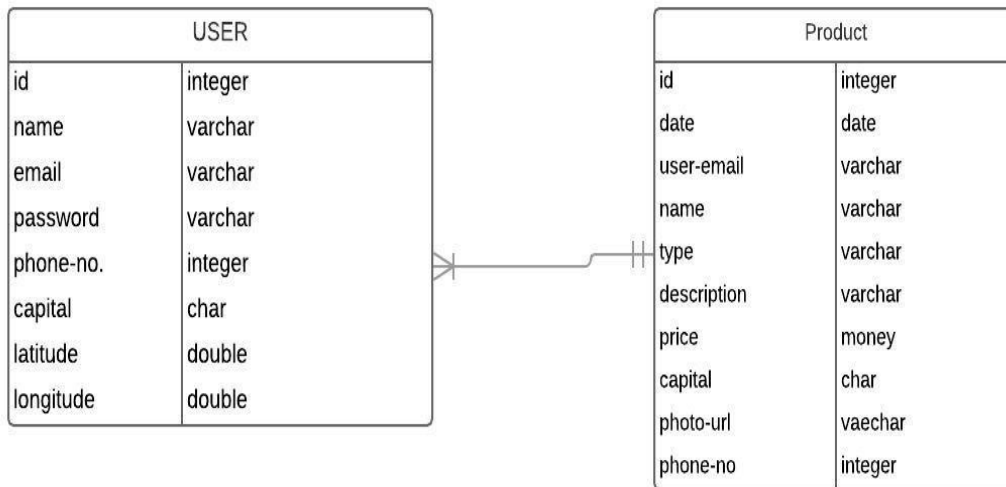 USER
id integer
name varchar
email varchar
password varchar
phone-no. integer
capital char
latitude double
longitude double
Product
id integer
date date
user-email varchar
name varchar
type varchar
description varchar
price money
capital char
photo-url vaechar
phone-no integer